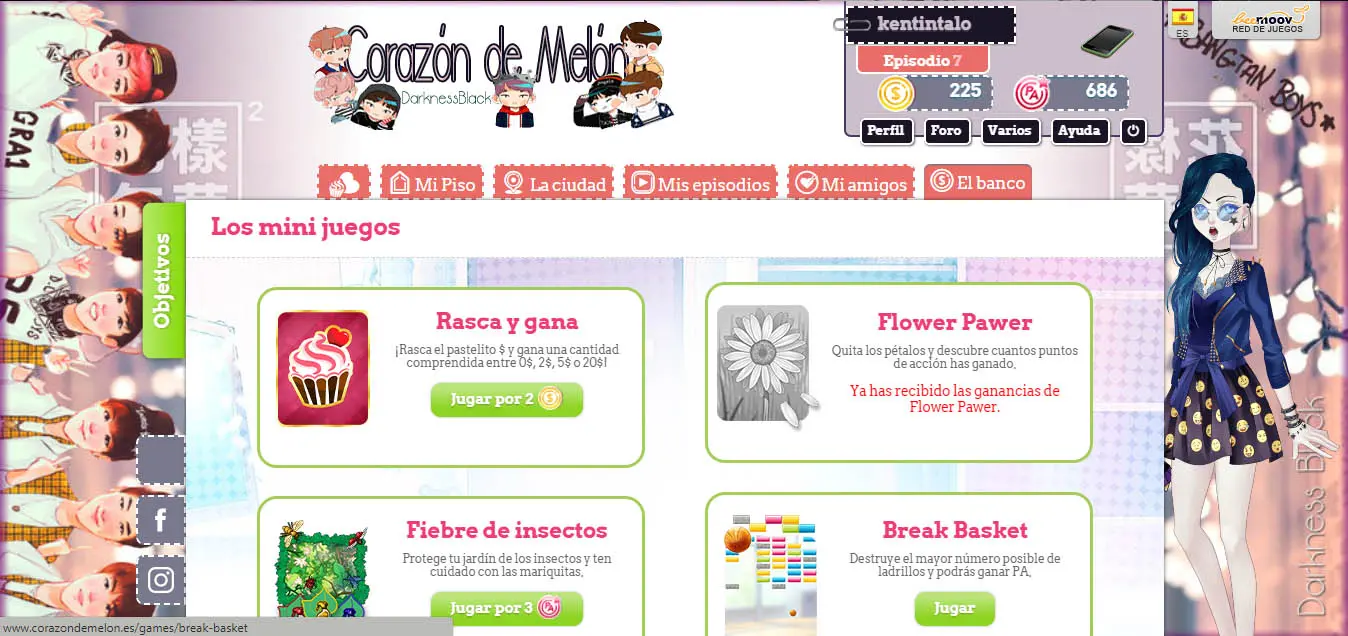 kentintalo
beemoov
RED DE JUEGOS
ES
Corazón de Melón
DarknessBlack
Episodio 7
225
686
PA
Perfil
Foro
Varios
Ayuda
BANGTAN BOYS
GRA1
2
花樣
Mi Piso
La ciudad
Mis episodios
Mi amigos
El banco
Objetivos
Los mini juegos
Rasca y gana
¡Rasca el pastelito $ y gana una cantidad
comprendida entre 0$, 2$, 5$ o 20$!
Jugar por 2
Flower Pawer
Quita los pétalos y descubre cuantos puntos
de acción has ganado.
Ya has recibido las ganancias de
Flower Pawer.
Fiebre de insectos
Protege tu jardín de los insectos y ten
cuidado con las mariquitas.
Jugar por 3 PA
Break Basket
Destruye el mayor número posible de
ladrillos y podrás ganar PA.
Jugar
Darkness Black
www.corazondemelon.es/games/break-basket